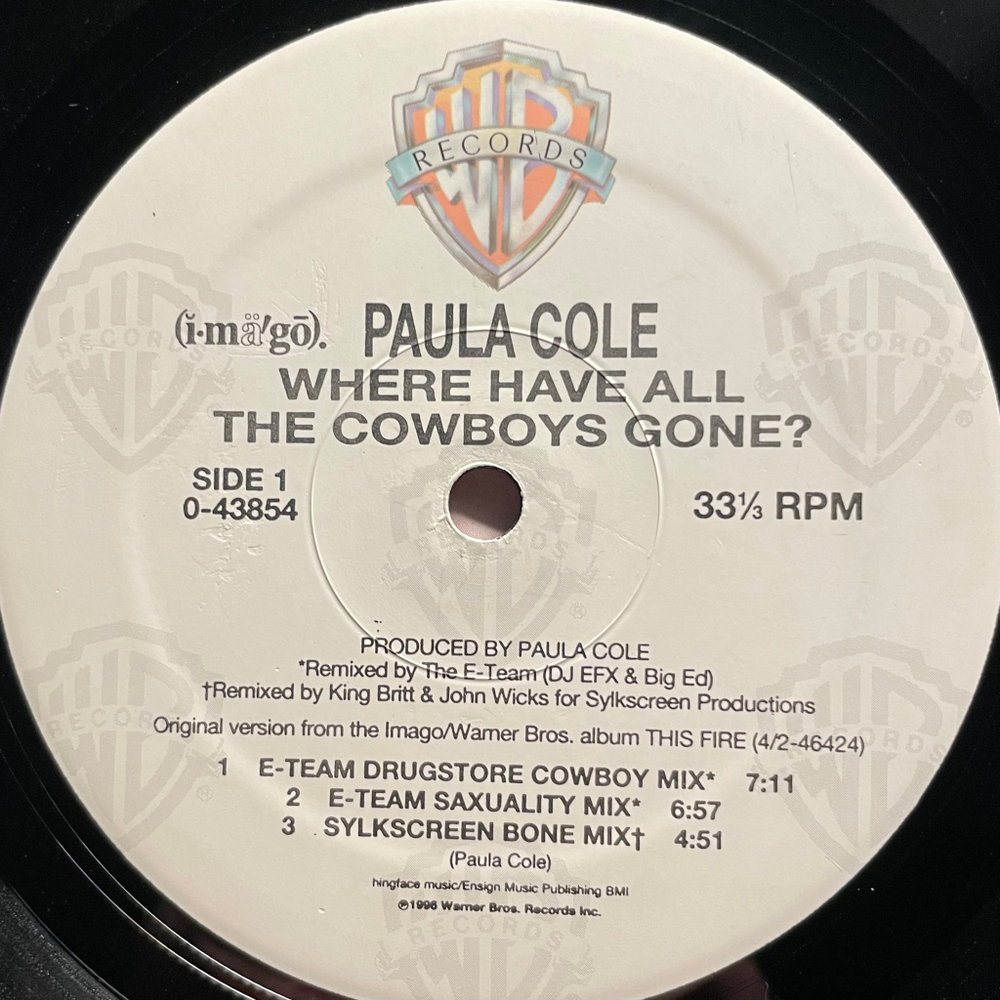 WB
RECORDS
(ĭ·mä′gō). PAULA COLE
WHERE HAVE ALL
THE COWBOYS GONE?
SIDE 1
0-43854
33⅓ RPM
PRODUCED BY PAULA COLE
*Remixed by The E-Team (DJ EFX & Big Ed)
†Remixed by King Britt & John Wicks for Sylkscreen Productions
Original version from the Imago/Warner Bros. album THIS FIRE (4/2-46424)
1 E-TEAM DRUGSTORE COWBOY MIX* 7:11
2 E-TEAM SAXUALITY MIX* 6:57
3 SYLKSCREEN BONE MIX† 4:51
(Paula Cole)
hingface music/Ensign Music Publishing BMI
℗1996 Warner Bros. Records Inc.